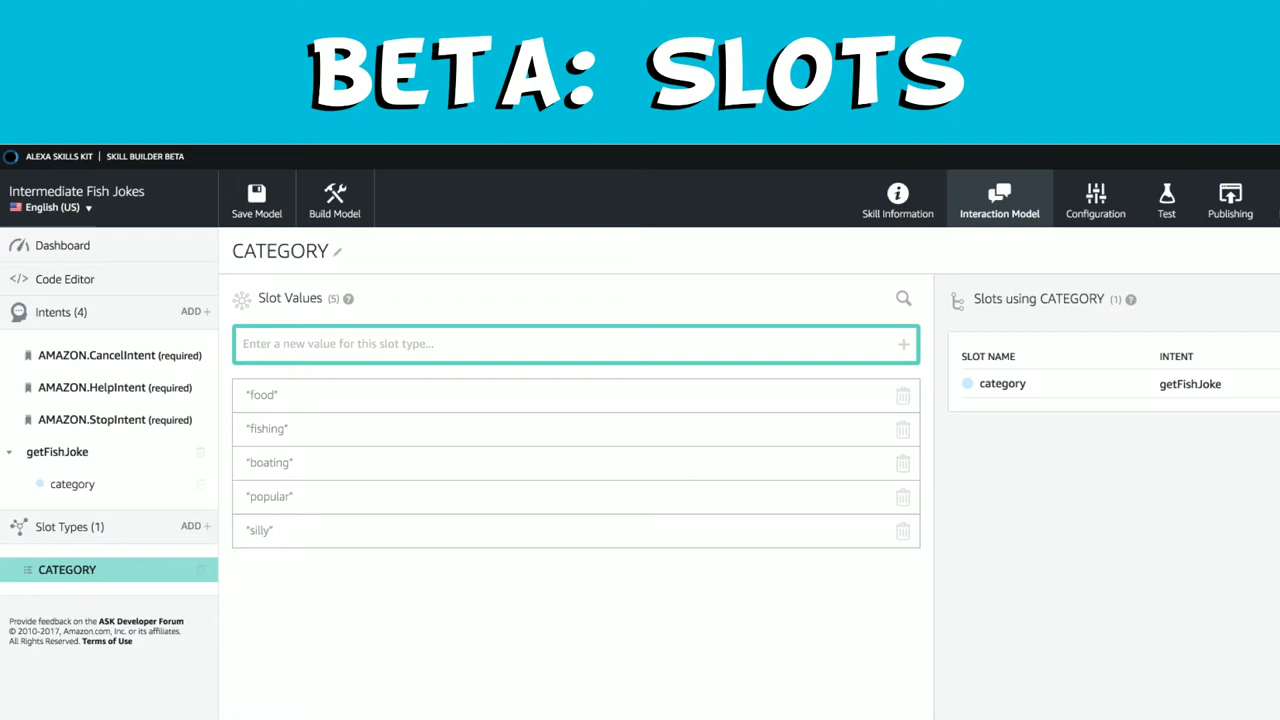 BETA: SLOTS
ALEXA SKILLS KIT | SKILL BUILDER BETA
Intermediate Fish Jokes
English (US)
Save Model
Build Model
Skill Information
Interaction Model
Configuration
Test
Publishing
Dashboard
</> Code Editor
Intents (4)
ADD +
AMAZON.CancelIntent (required)
AMAZON.HelpIntent (required)
AMAZON.StopIntent (required)
getFishJoke
category
Slot Types (1)
ADD +
CATEGORY
Provide feedback on the ASK Developer Forum
© 2010-2017, Amazon.com, Inc. or its affiliates.
All Rights Reserved. Terms of Use
CATEGORY
Slot Values (5) ?
Enter a new value for this slot type...
"food"
"fishing"
"boating"
"popular"
"silly"
Slots using CATEGORY (1) ?
SLOT NAME INTENT
category getFishJoke